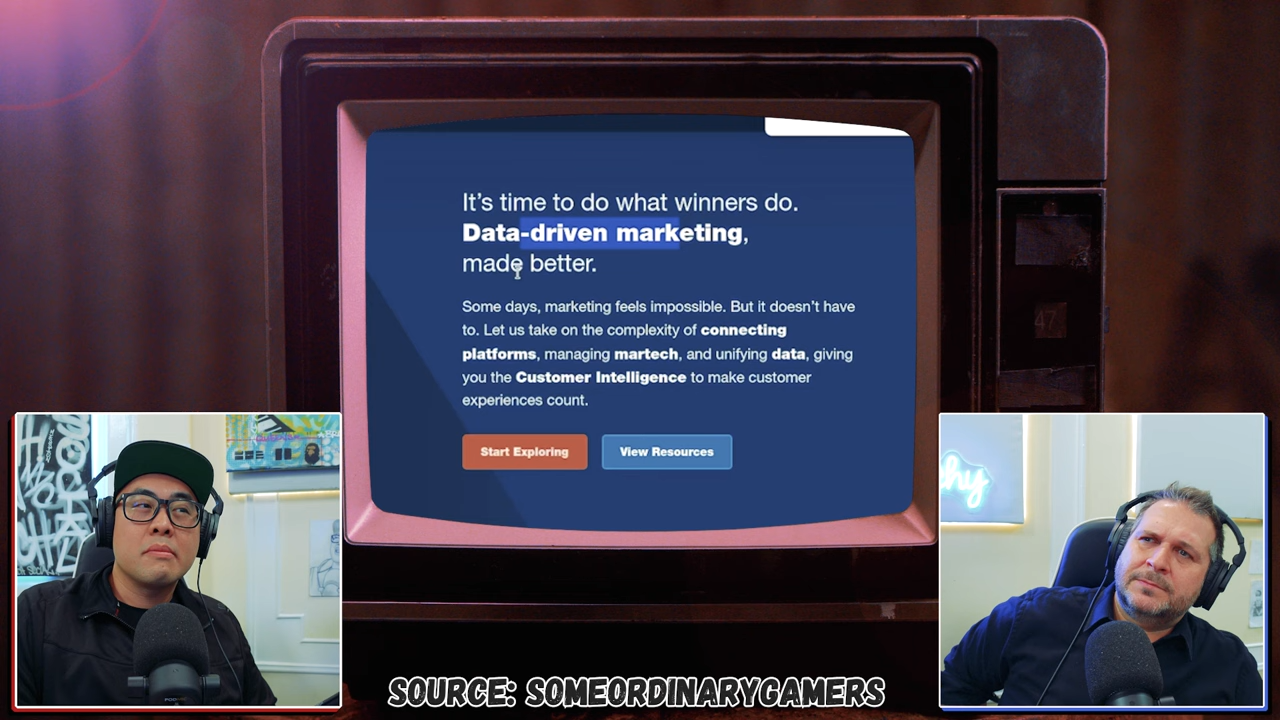 It's time to do what winners do.
Data-driven marketing,
made better.
Some days, marketing feels impossible. But it doesn't have
to. Let us take on the complexity of connecting
platforms, managing martech, and unifying data, giving
you the Customer Intelligence to make customer
experiences count.
Start Exploring
View Resources
47
hy
SOURCE: SOMEORDINARYGAMERS